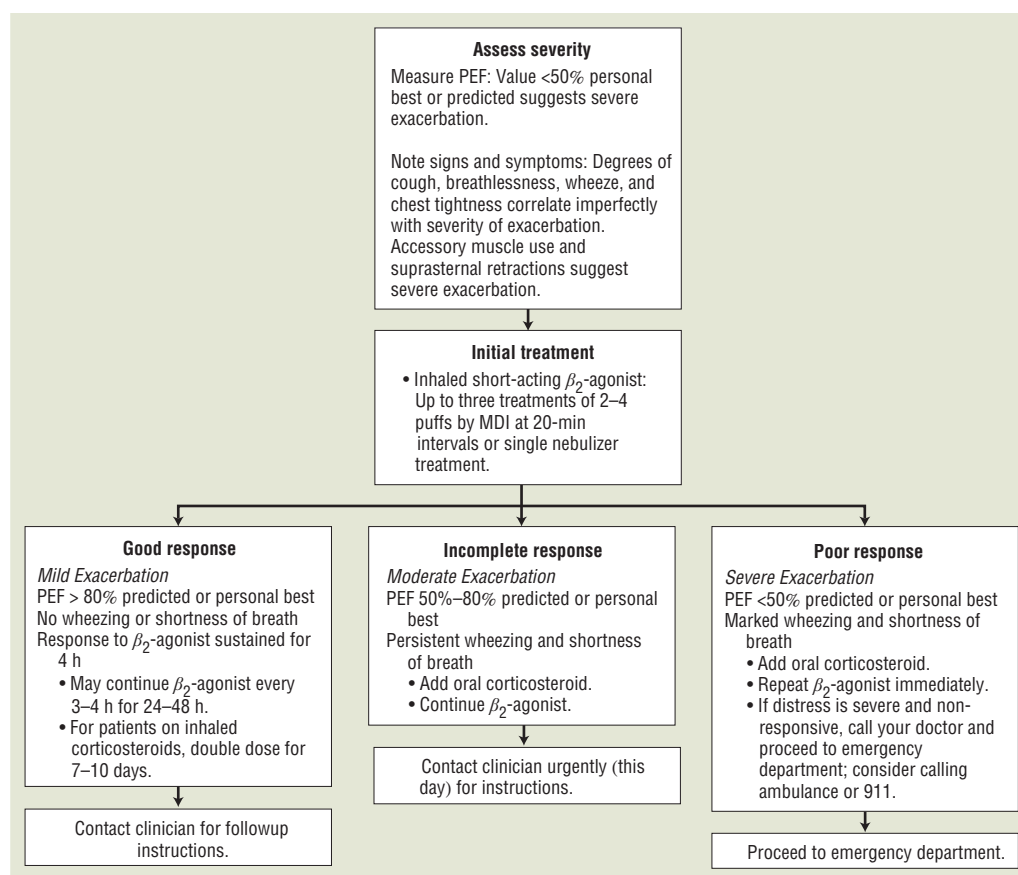 Assess severity
Measure PEF: Value <50% personal
best or predicted suggests severe
exacerbation.
Note signs and symptoms: Degrees of
cough, breathlessness, wheeze, and
chest tightness correlate imperfectly
with severity of exacerbation.
Accessory muscle use and
suprasternal retractions suggest
severe exacerbation.
Initial treatment
• Inhaled short-acting β2-agonist:
Up to three treatments of 2–4
puffs by MDI at 20-min
intervals or single nebulizer
treatment.
Good response
Mild Exacerbation
PEF > 80% predicted or personal best
No wheezing or shortness of breath
Response to β2-agonist sustained for
4 h
• May continue β2-agonist every
3–4 h for 24–48 h.
• For patients on inhaled
corticosteroids, double dose for
7–10 days.
Contact clinician for followup
instructions.
Incomplete response
Moderate Exacerbation
PEF 50%–80% predicted or personal
best
Persistent wheezing and shortness
of breath
• Add oral corticosteroid.
• Continue β2-agonist.
Contact clinician urgently (this
day) for instructions.
Poor response
Severe Exacerbation
PEF <50% predicted or personal best
Marked wheezing and shortness of
breath
• Add oral corticosteroid.
• Repeat β2-agonist immediately.
• If distress is severe and non-
responsive, call your doctor and
proceed to emergency
department; consider calling
ambulance or 911.
Proceed to emergency department.